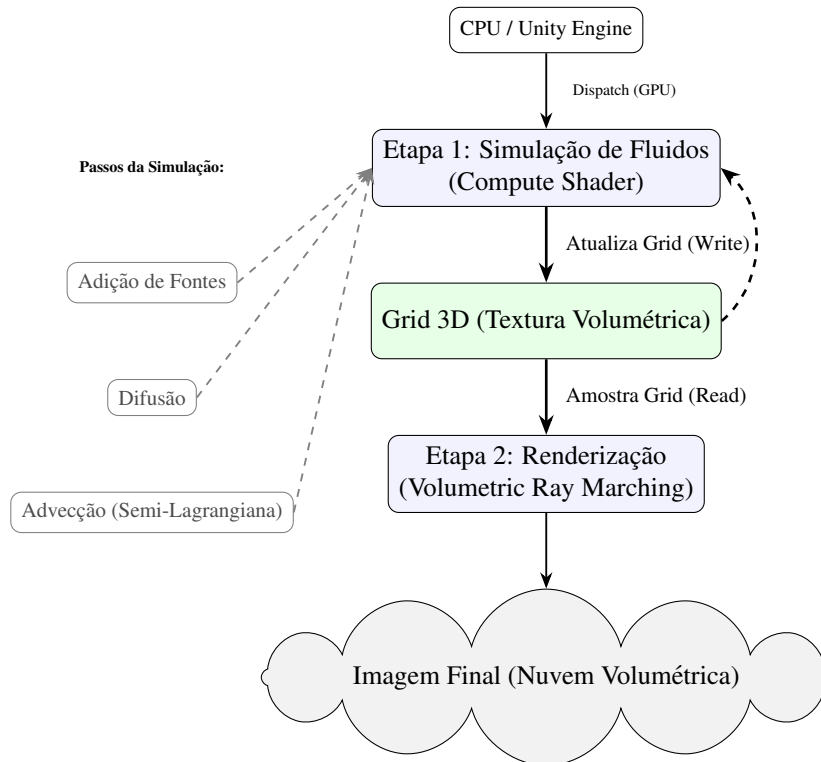 CPU / Unity Engine
Dispatch (GPU)
Etapa 1: Simulação de Fluidos
(Compute Shader)
Passos da Simulação:
Atualiza Grid (Write)
Adição de Fontes
Grid 3D (Textura Volumétrica)
Difusão
Amostra Grid (Read)
Etapa 2: Renderização
(Volumetric Ray Marching)
Advecção (Semi-Lagrangiana)
Imagem Final (Nuvem Volumétrica)